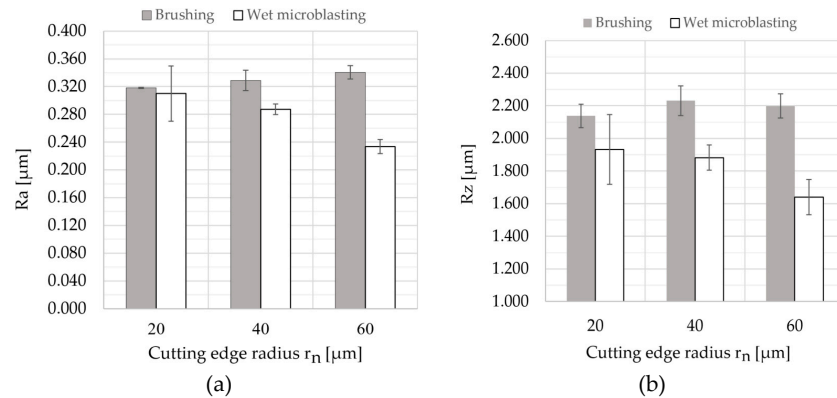 Brushing Wet microblasting
0.360
0.320
0.280
0.240
0.200
0.160
0.120
0.080
0.040
0.000
Ra [µm]
20 40 60
Cutting edge radius rn [µm]
(a)
Brushing Wet microblasting
2.600
2.400
2.200
2.000
1.800
1.600
1.400
1.200
1.000
Rz [µm]
20 40 60
Cutting edge radius rn [µm]
(b)